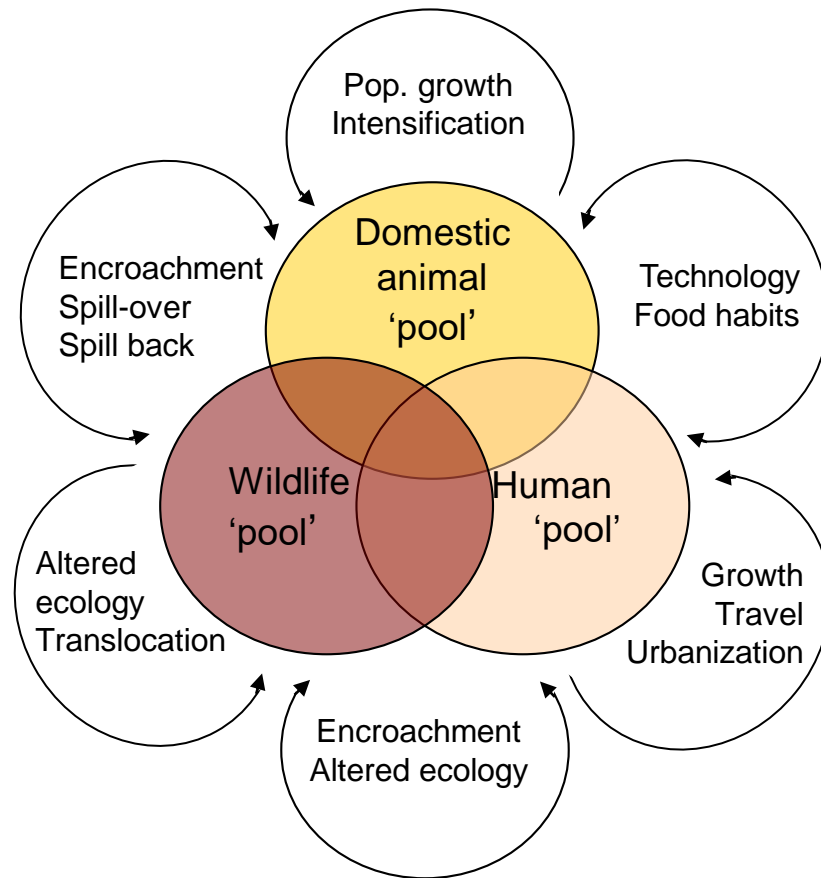 Pop. growth
Intensification
Domestic
animal
‘pool’
Encroachment
Spill-over
Spill back
Technology
Food habits
Wildlife
‘pool’
Human
‘pool’
Altered
ecology
Translocation
Growth
Travel
Urbanization
Encroachment
Altered ecology